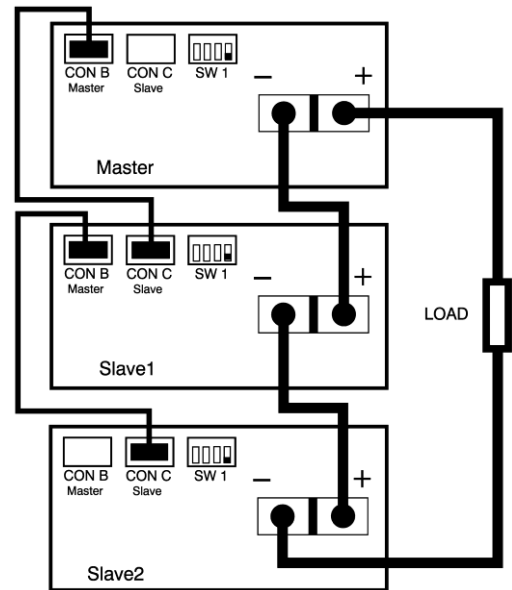 CON B CON C SW 1
Master Slave
− +
Master
CON B CON C SW 1
Master Slave
− +
LOAD
Slave1
CON B CON C SW 1
Master Slave
− +
Slave2